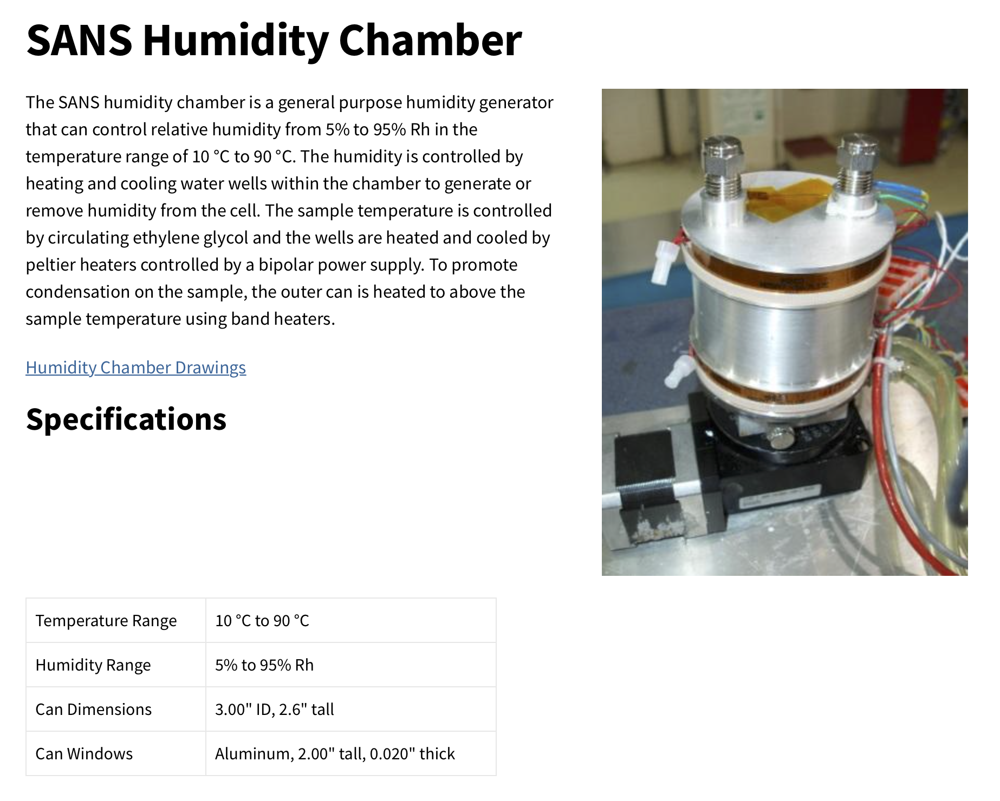 SANS Humidity Chamber
The SANS humidity chamber is a general purpose humidity generator
that can control relative humidity from 5% to 95% Rh in the
temperature range of 10 °C to 90 °C. The humidity is controlled by
heating and cooling water wells within the chamber to generate or
remove humidity from the cell. The sample temperature is controlled
by circulating ethylene glycol and the wells are heated and cooled by
peltier heaters controlled by a bipolar power supply. To promote
condensation on the sample, the outer can is heated to above the
sample temperature using band heaters.
Humidity Chamber Drawings
Specifications
Temperature Range 10 °C to 90 °C
Humidity Range 5% to 95% Rh
Can Dimensions 3.00" ID, 2.6" tall
Can Windows Aluminum, 2.00" tall, 0.020" thick